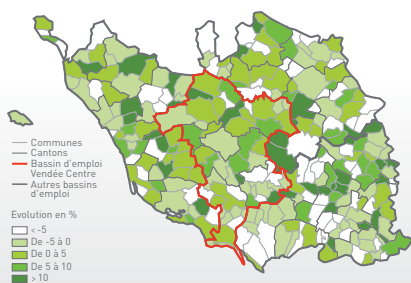 Communes
Cantons
Bassin d'emploi
Vendée Centre
Autres bassins
d'emploi
Evolution en %
< -5
De -5 à 0
De 0 à 5
De 5 à 10
> 10